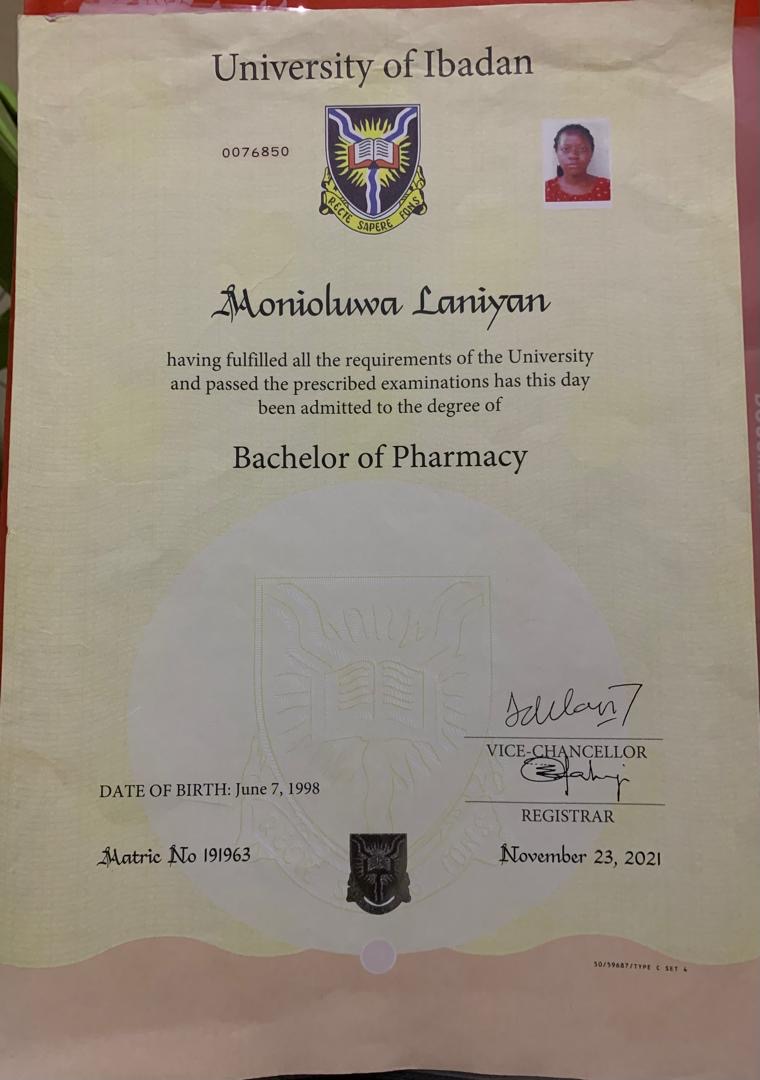 University of Ibadan
0076850
RECTE SAPERE FONS
Monioluwa Laniyan
having fulfilled all the requirements of the University
and passed the prescribed examinations has this day
been admitted to the degree of
Bachelor of Pharmacy
VICE-CHANCELLOR
DATE OF BIRTH: June 7, 1998
REGISTRAR
Matric No 191963
November 23, 2021
50/59687/TYPE C SET 4